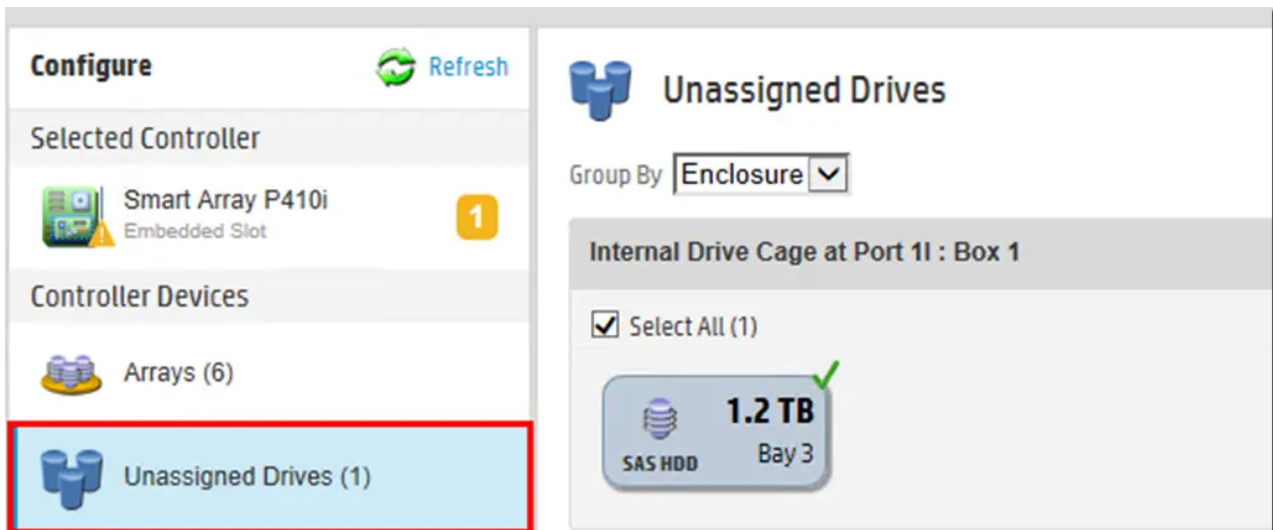 Configure
Refresh
Selected Controller
Smart Array P410i
Embedded Slot
1
Controller Devices
Arrays (6)
Unassigned Drives (1)
Unassigned Drives
Group By Enclosure
Internal Drive Cage at Port 1I : Box 1
Select All (1)
1.2 TB
SAS HDD
Bay 3